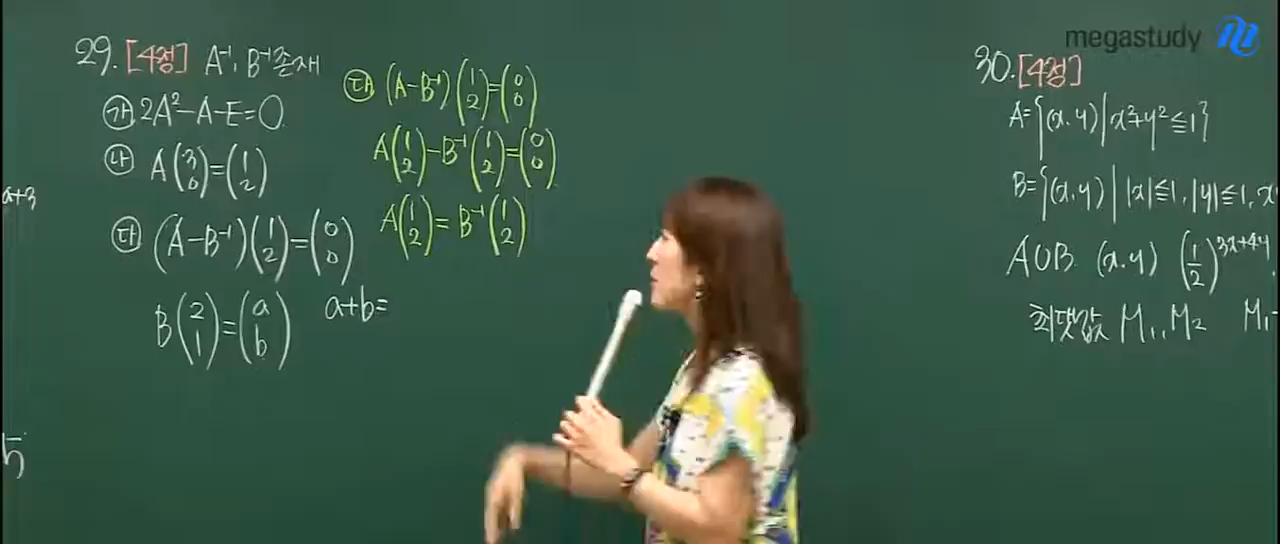 megastudy
a+3
5
29. [4점] A⁻¹, B⁻¹존재
㉮ 2A²-A-E=O
㉯ A(3 0)=(1 2)
㉰ (A-B⁻¹)(1 2)=(0 0)
B(2 1)=(a b) a+b=
㉰ (A-B⁻¹)(1 2)=(0 0)
A(1 2)-B⁻¹(1 2)=(0 0)
A(1 2)=B⁻¹(1 2)
30. [4점]
A={(x,y)|x²+y²≦1}
B={(x,y)| |x|≦1, |y|≦1, x
A∪B (x,y) (1/2)^3x+4y
최댓값 M₁, M₂ M₁-